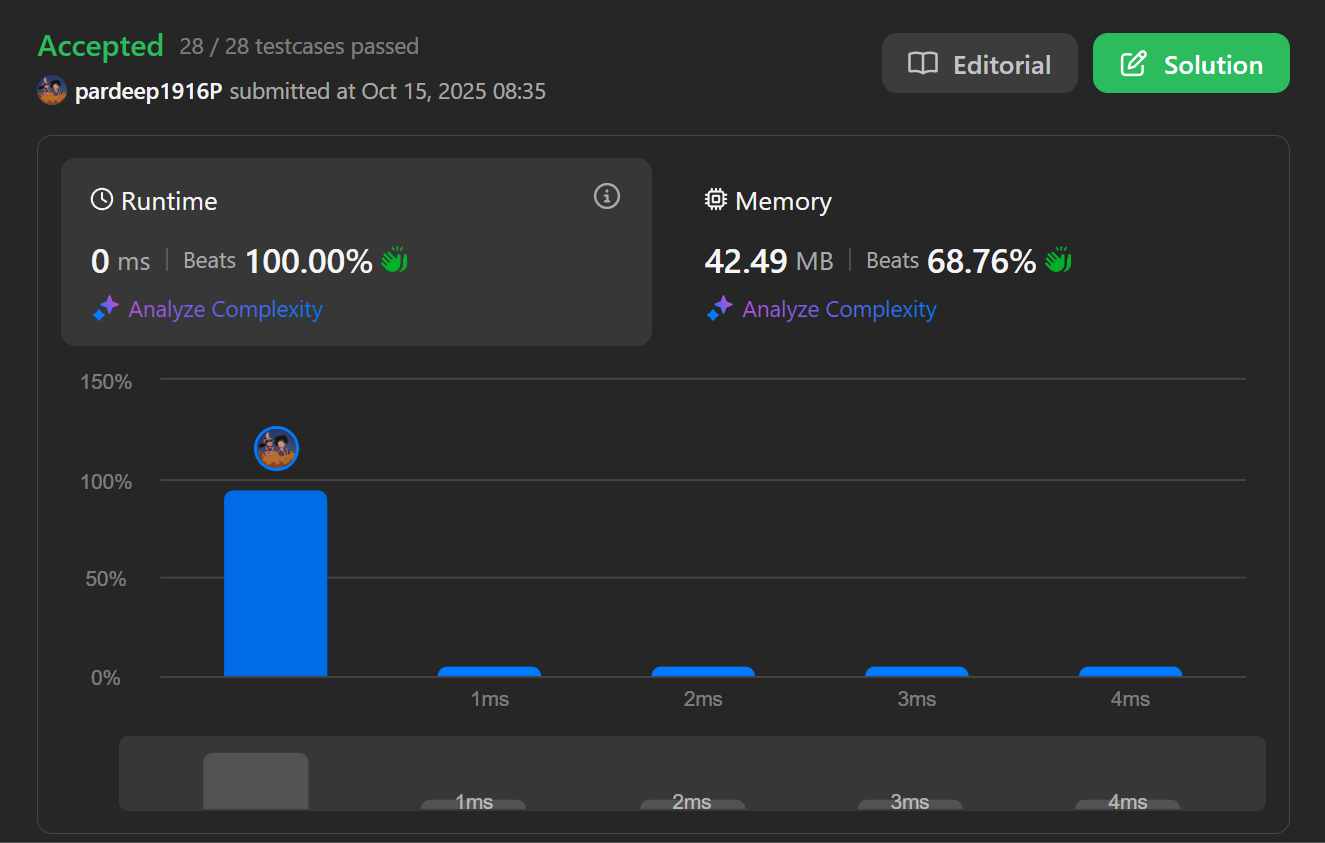 Accepted 28 / 28 testcases passed
pardeep1916P submitted at Oct 15, 2025 08:35
Editorial
Solution
Runtime
0 ms | Beats 100.00%
Analyze Complexity
Memory
42.49 MB | Beats 68.76%
Analyze Complexity
150%
100%
50%
0%
1ms 2ms 3ms 4ms
1ms 2ms 3ms 4ms